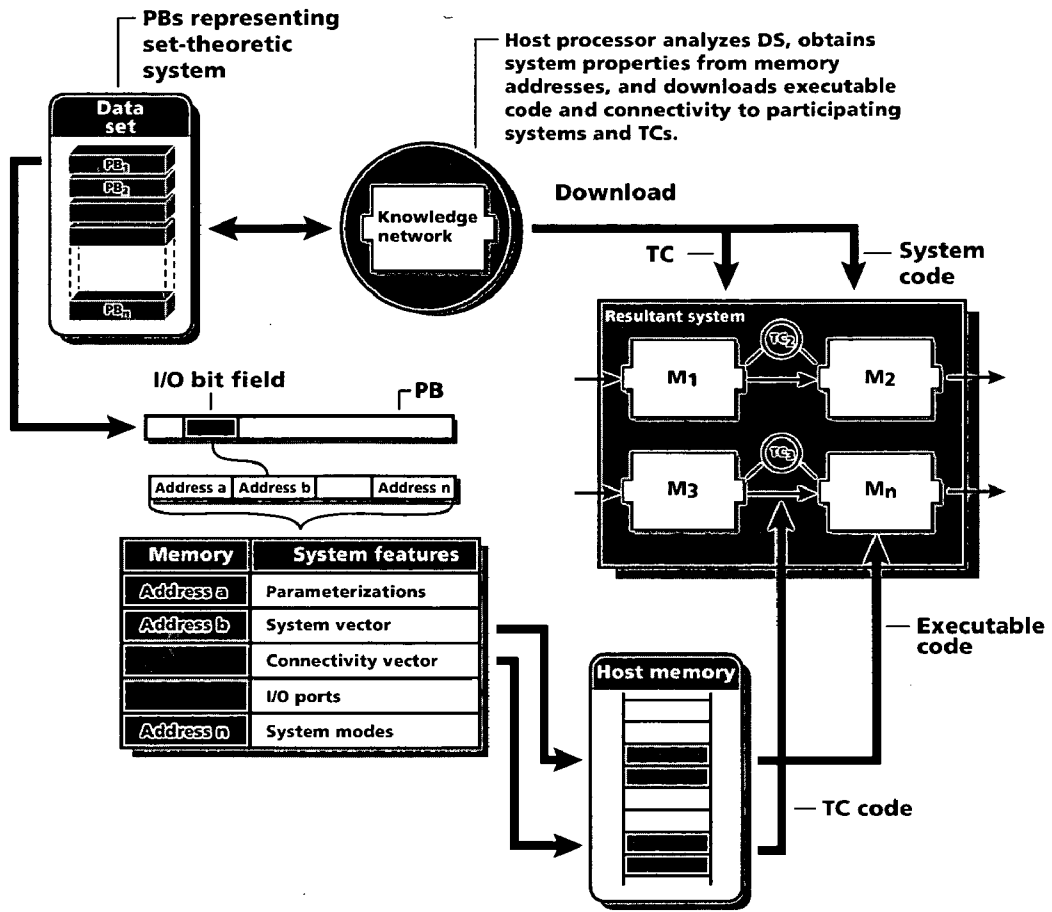 PBs representing
set-theoretic
system
Data
set
PB1
PB2
PBn
Host processor analyzes DS, obtains
system properties from memory
addresses, and downloads executable
code and connectivity to participating
systems and TCs.
Knowledge
network
Download
TC
System
code
Resultant system
TC2
M1
M2
TC3
M3
Mn
I/O bit field
PB
Address a
Address b
Address n
Memory
System features
Address a
Parameterizations
Address b
System vector
Connectivity vector
I/O ports
Address n
System modes
Host memory
Executable
code
TC code